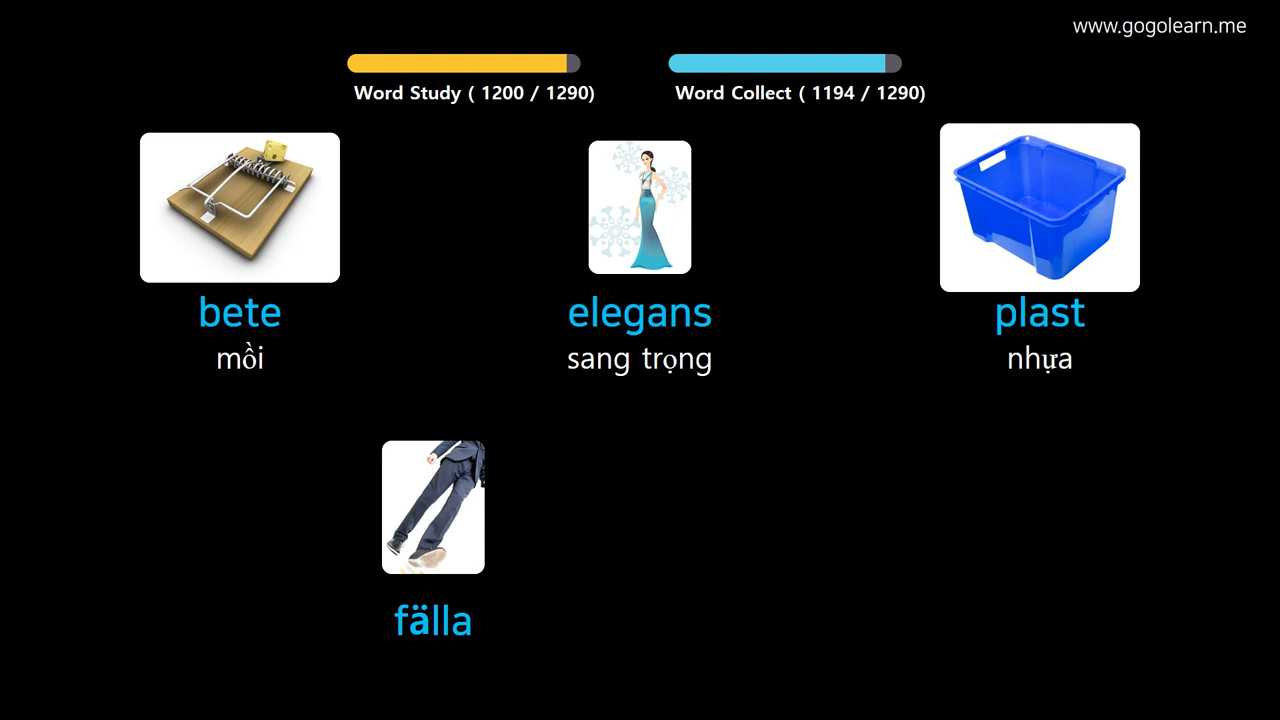 www.gogolearn.me
Word Study ( 1200 / 1290)
Word Collect ( 1194 / 1290)
bete
elegans
plast
mồi
sang trọng
nhựa
fälla